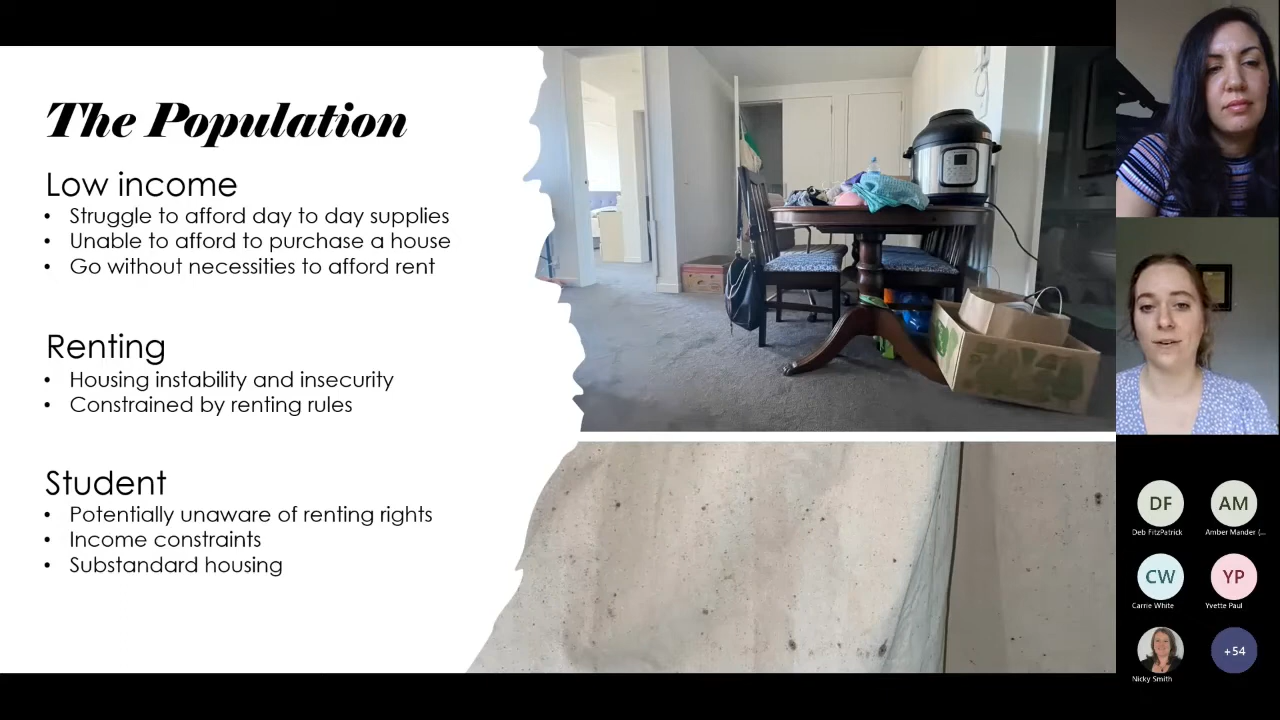 The Population
Low income
• Struggle to afford day to day supplies
• Unable to afford to purchase a house
• Go without necessities to afford rent
Renting
• Housing instability and insecurity
• Constrained by renting rules
Student
• Potentially unaware of renting rights
• Income constraints
• Substandard housing
DF
AM
Deb FitzPatrick
Amber Mander (...
CW
YP
Carrie White
Yvette Paul
+54
Nicky Smith